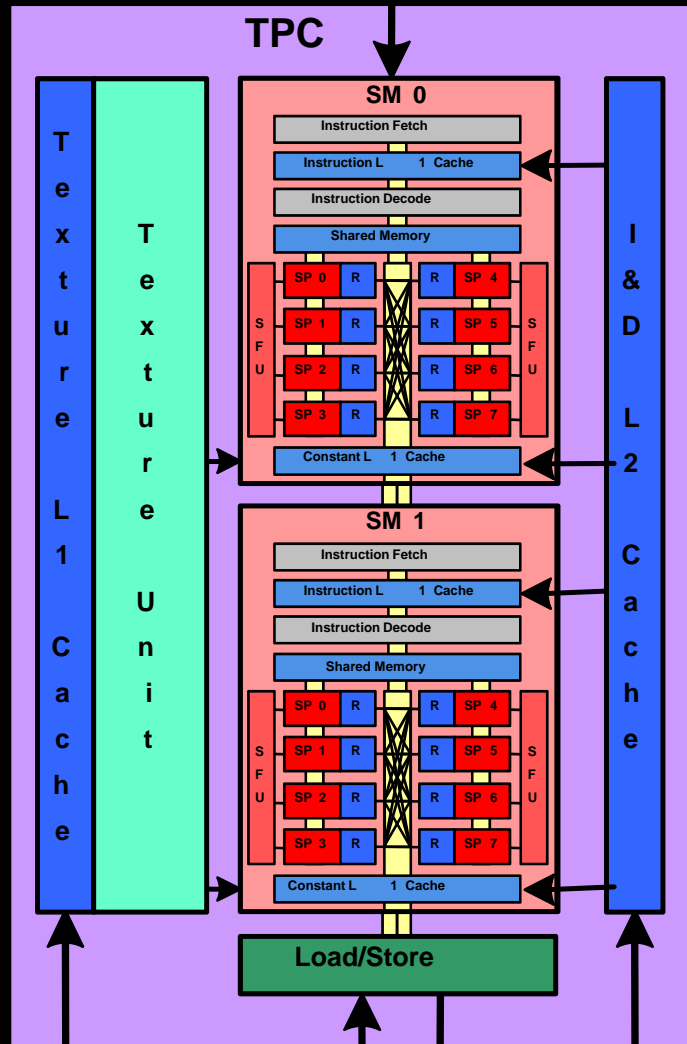 TPC
Texture L1 Cache
Texture Unit
SM 0
Instruction Fetch
Instruction L 1 Cache
Instruction Decode
Shared Memory
SFU
SP 0 R R SP 4
SP 1 R R SP 5
SP 2 R R SP 6
SP 3 R R SP 7
SFU
Constant L 1 Cache
SM 1
Instruction Fetch
Instruction L 1 Cache
Instruction Decode
Shared Memory
SFU
SP 0 R R SP 4
SP 1 R R SP 5
SP 2 R R SP 6
SP 3 R R SP 7
SFU
Constant L 1 Cache
Load/Store
I&D L2 Cache